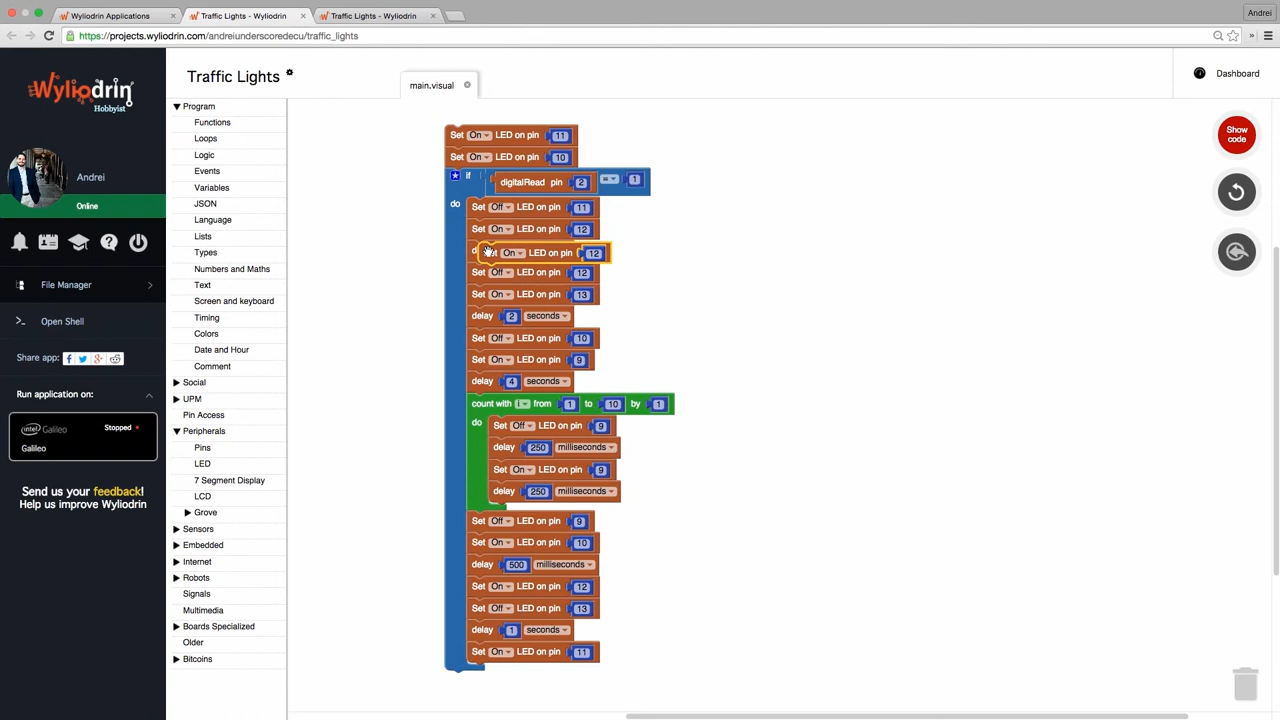 Wyliodrin Applications
Traffic Lights - Wyliodrin
Traffic Lights - Wyliodrin
Andrei
https://projects.wyliodrin.com/andreiunderscoredecu/traffic_lights
Wyliodrin
Hobbyist
Traffic Lights
main.visual
Dashboard
Andrei
Online
File Manager
Open Shell
Share app:
Run application on:
intel Galileo
Stopped
Galileo
Send us your feedback!
Help us improve Wyliodrin
Program
Functions
Loops
Logic
Events
Variables
JSON
Language
Lists
Types
Numbers and Maths
Text
Screen and keyboard
Timing
Colors
Date and Hour
Comment
Social
UPM
Pin Access
Peripherals
Pins
LED
7 Segment Display
LCD
Grove
Sensors
Embedded
Internet
Robots
Signals
Multimedia
Boards Specialized
Older
Bitcoins
Set On LED on pin 11
Set On LED on pin 10
if digitalRead pin 2 = 1
do
Set Off LED on pin 11
Set On LED on pin 12
On LED on pin 12
Set Off LED on pin 12
Set On LED on pin 13
delay 2 seconds
Set Off LED on pin 10
Set On LED on pin 9
delay 4 seconds
count with i from 1 to 10 by 1
do
Set Off LED on pin 9
delay 250 milliseconds
Set On LED on pin 9
delay 250 milliseconds
Set Off LED on pin 9
Set On LED on pin 10
delay 500 milliseconds
Set On LED on pin 12
Set Off LED on pin 13
delay 1 seconds
Set On LED on pin 11
Show
code